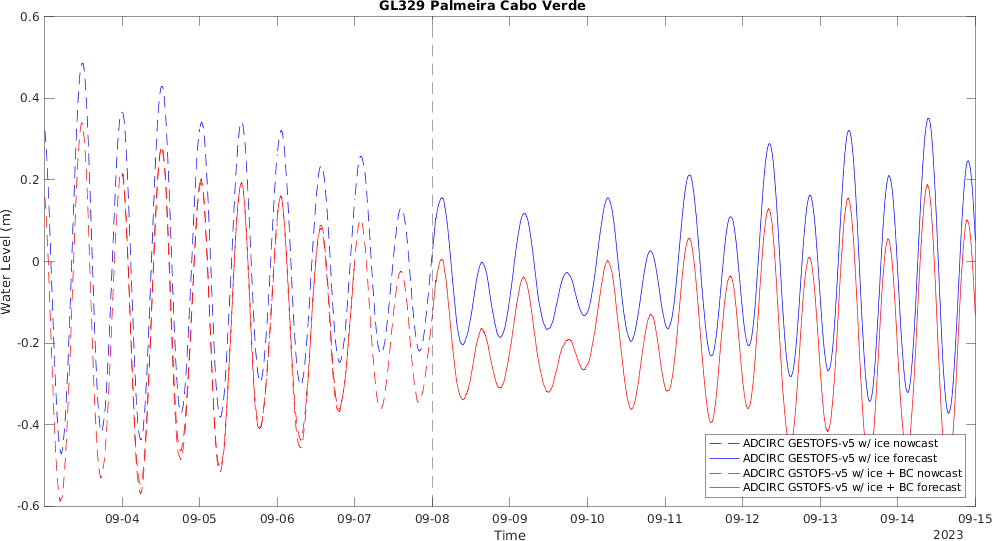 GL329 Palmeira Cabo Verde
0.6
0.4
0.2
0
-0.2
-0.4
-0.6
Water Level (m)
ADCIRC GESTOFS-v5 w/ ice nowcast
ADCIRC GESTOFS-v5 w/ ice forecast
ADCIRC GSTOFS-v5 w/ ice + BC nowcast
ADCIRC GSTOFS-v5 w/ ice + BC forecast
09-04 09-05 09-06 09-07 09-08 09-09 09-10 09-11 09-12 09-13 09-14 09-15
Time
2023